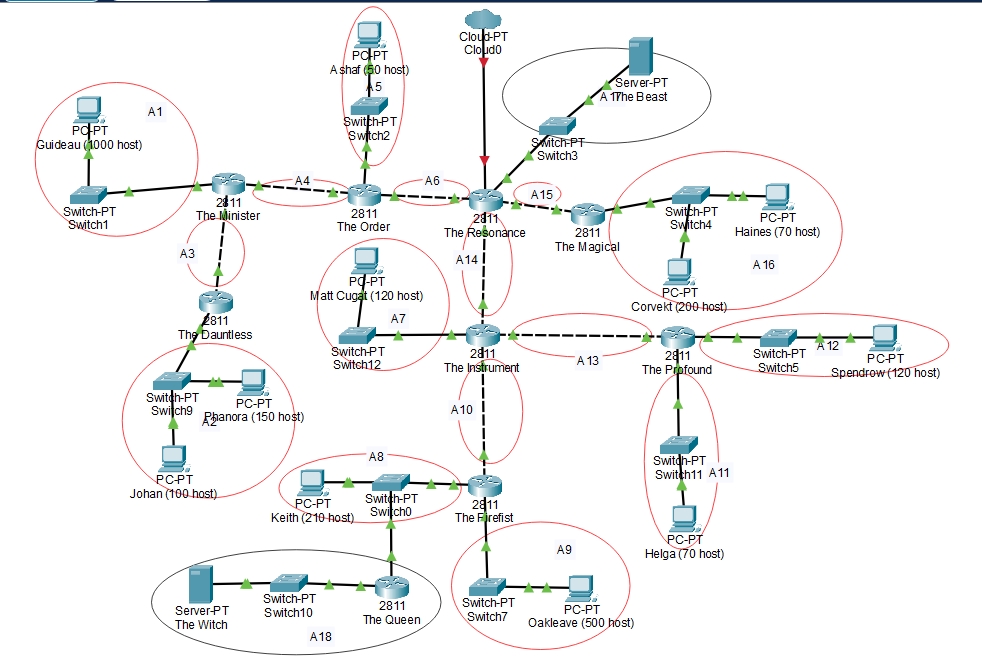 Cloud-PT
Cloud0
PC-PT
Ashaf (50 host)
A5
Switch-PT
Switch2
Server-PT
The Beast
A17
Switch-PT
Switch3
A1
PC-PT
Guideau (1000 host)
Switch-PT
Switch1
2811
The Minister
A4
2811
The Order
A6
2811
The Resonance
A15
2811
The Magical
Switch-PT
Switch4
PC-PT
Haines (70 host)
A16
PC-PT
Corvekt (200 host)
A3
2811
The Dauntless
A14
PC-PT
Matt Cugat (120 host)
A7
Switch-PT
Switch12
2811
The Instrument
A13
2811
The Profound
Switch-PT
Switch5
A12
PC-PT
Spendrow (120 host)
Switch-PT
Switch9
PC-PT
Phanora (150 host)
A2
PC-PT
Johan (100 host)
A10
Switch-PT
Switch11
A11
PC-PT
Helga (70 host)
A8
PC-PT
Keith (210 host)
Switch-PT
Switch0
2811
The Firefist
A9
Switch-PT
Switch7
PC-PT
Oakleave (500 host)
Server-PT
The Witch
Switch-PT
Switch10
2811
The Queen
A18